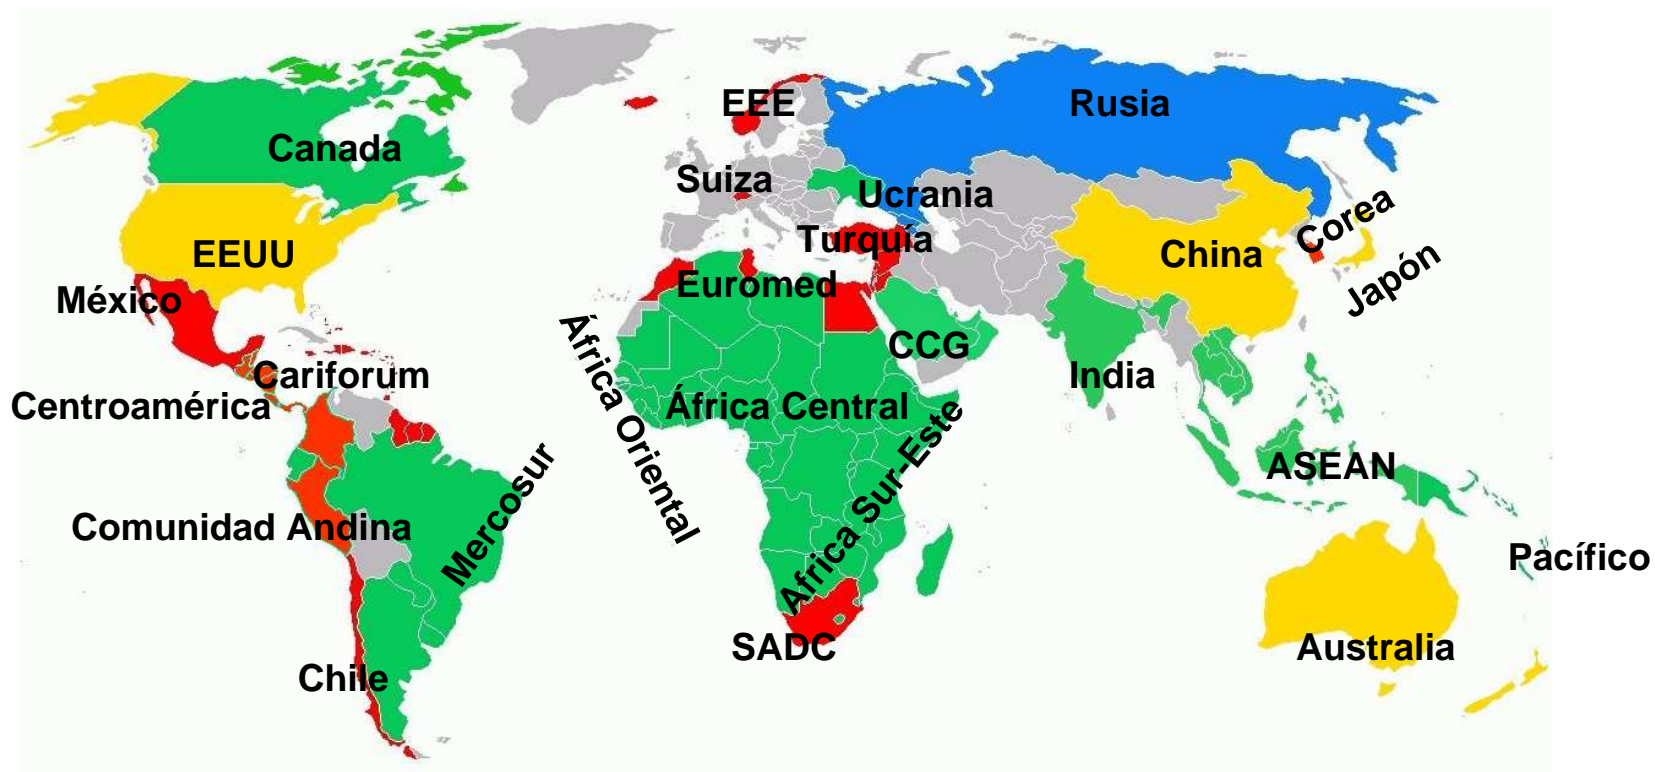 EEE
Rusia
Canada
Suiza
Ucrania
Corea
EEUU
Turquía
China
Japón
México
Euromed
África Oriental
CCG
Cariforum
India
Centroamérica
África Central
ASEAN
Comunidad Andina
Mercosur
Africa Sur-Este
Pacífico
SADC
Australia
Chile